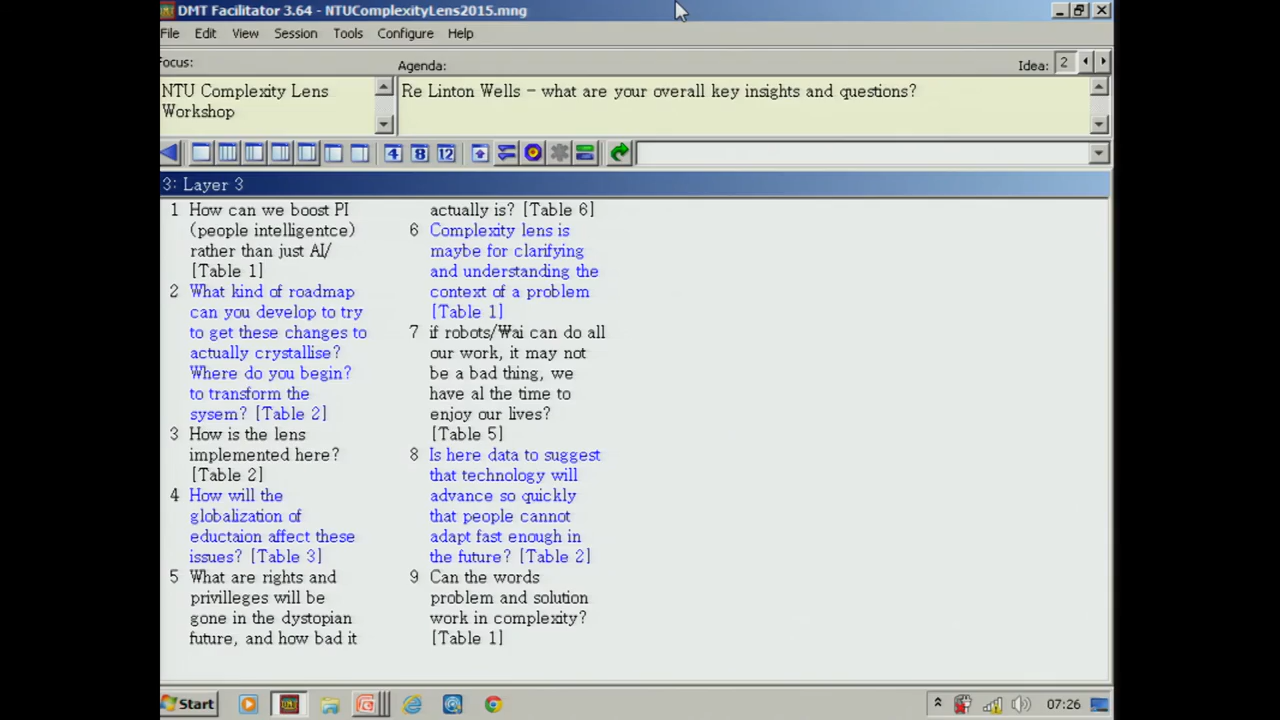 DMT Facilitator 3.64 - NTUComplexityLens2015.mng
File Edit View Session Tools Configure Help
Focus:
Agenda:
Idea: 2
NTU Complexity Lens
Workshop
Re Linton Wells - what are your overall key insights and questions?
4 8 12
3: Layer 3
1 How can we boost PI
(people intelligentce)
rather than just AI/
[Table 1]
2 What kind of roadmap
can you develop to try
to get these changes to
actually crystallise?
Where do you begin?
to transform the
sysem? [Table 2]
3 How is the lens
implemented here?
[Table 2]
4 How will the
globalization of
eductaion affect these
issues? [Table 3]
5 What are rights and
privilleges will be
gone in the dystopian
future, and how bad it
actually is? [Table 6]
6 Complexity lens is
maybe for clarifying
and understanding the
context of a problem
[Table 1]
7 if robots/Wai can do all
our work, it may not
be a bad thing, we
have al the time to
enjoy our lives?
[Table 5]
8 Is here data to suggest
that technology will
advance so quickly
that people cannot
adapt fast enough in
the future? [Table 2]
9 Can the words
problem and solution
work in complexity?
[Table 1]
Start
07:26